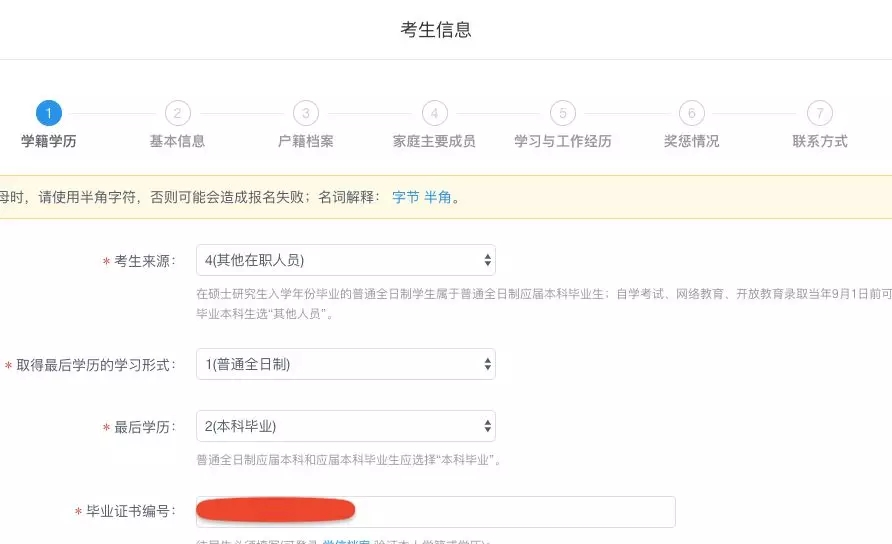 考生信息
1 2 3 4 5 6 7
学籍学历 基本信息 户籍档案 家庭主要成员 学习与工作经历 奖惩情况 联系方式
母时，请使用半角字符，否则可能会造成报名失败；名词解释： 字节 半角。
* 考生来源： 4(其他在职人员)
在硕士研究生入学年份毕业的普通全日制学生属于普通全日制应届本科毕业生；自学考试、网络教育、开放教育录取当年9月1日前可
毕业本科生选“其他人员”。
* 取得最后学历的学习形式： 1(普通全日制)
* 最后学历： 2(本科毕业)
普通全日制应届本科和应届本科毕业生应选择“本科毕业”。
* 毕业证书编号：